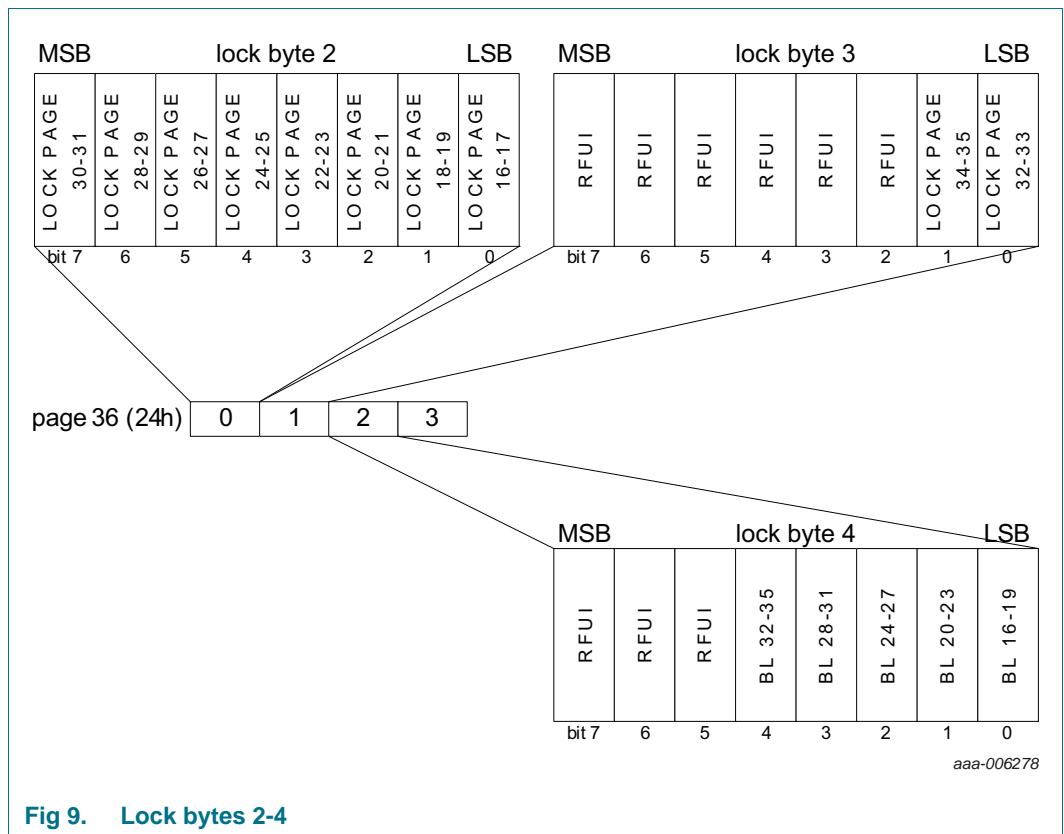 MSB lock byte 2 LSB
LOCK PAGE 30-31
LOCK PAGE 28-29
LOCK PAGE 26-27
LOCK PAGE 24-25
LOCK PAGE 22-23
LOCK PAGE 20-21
LOCK PAGE 18-19
LOCK PAGE 16-17
bit 7 6 5 4 3 2 1 0
MSB lock byte 3 LSB
RFUI
RFUI
RFUI
RFUI
RFUI
RFUI
LOCK PAGE 34-35
LOCK PAGE 32-33
bit 7 6 5 4 3 2 1 0
page 36 (24h) 0 1 2 3
MSB lock byte 4 LSB
RFUI
RFUI
RFUI
BL 32-35
BL 28-31
BL 24-27
BL 20-23
BL 16-19
bit 7 6 5 4 3 2 1 0
aaa-006278
Fig 9. Lock bytes 2-4